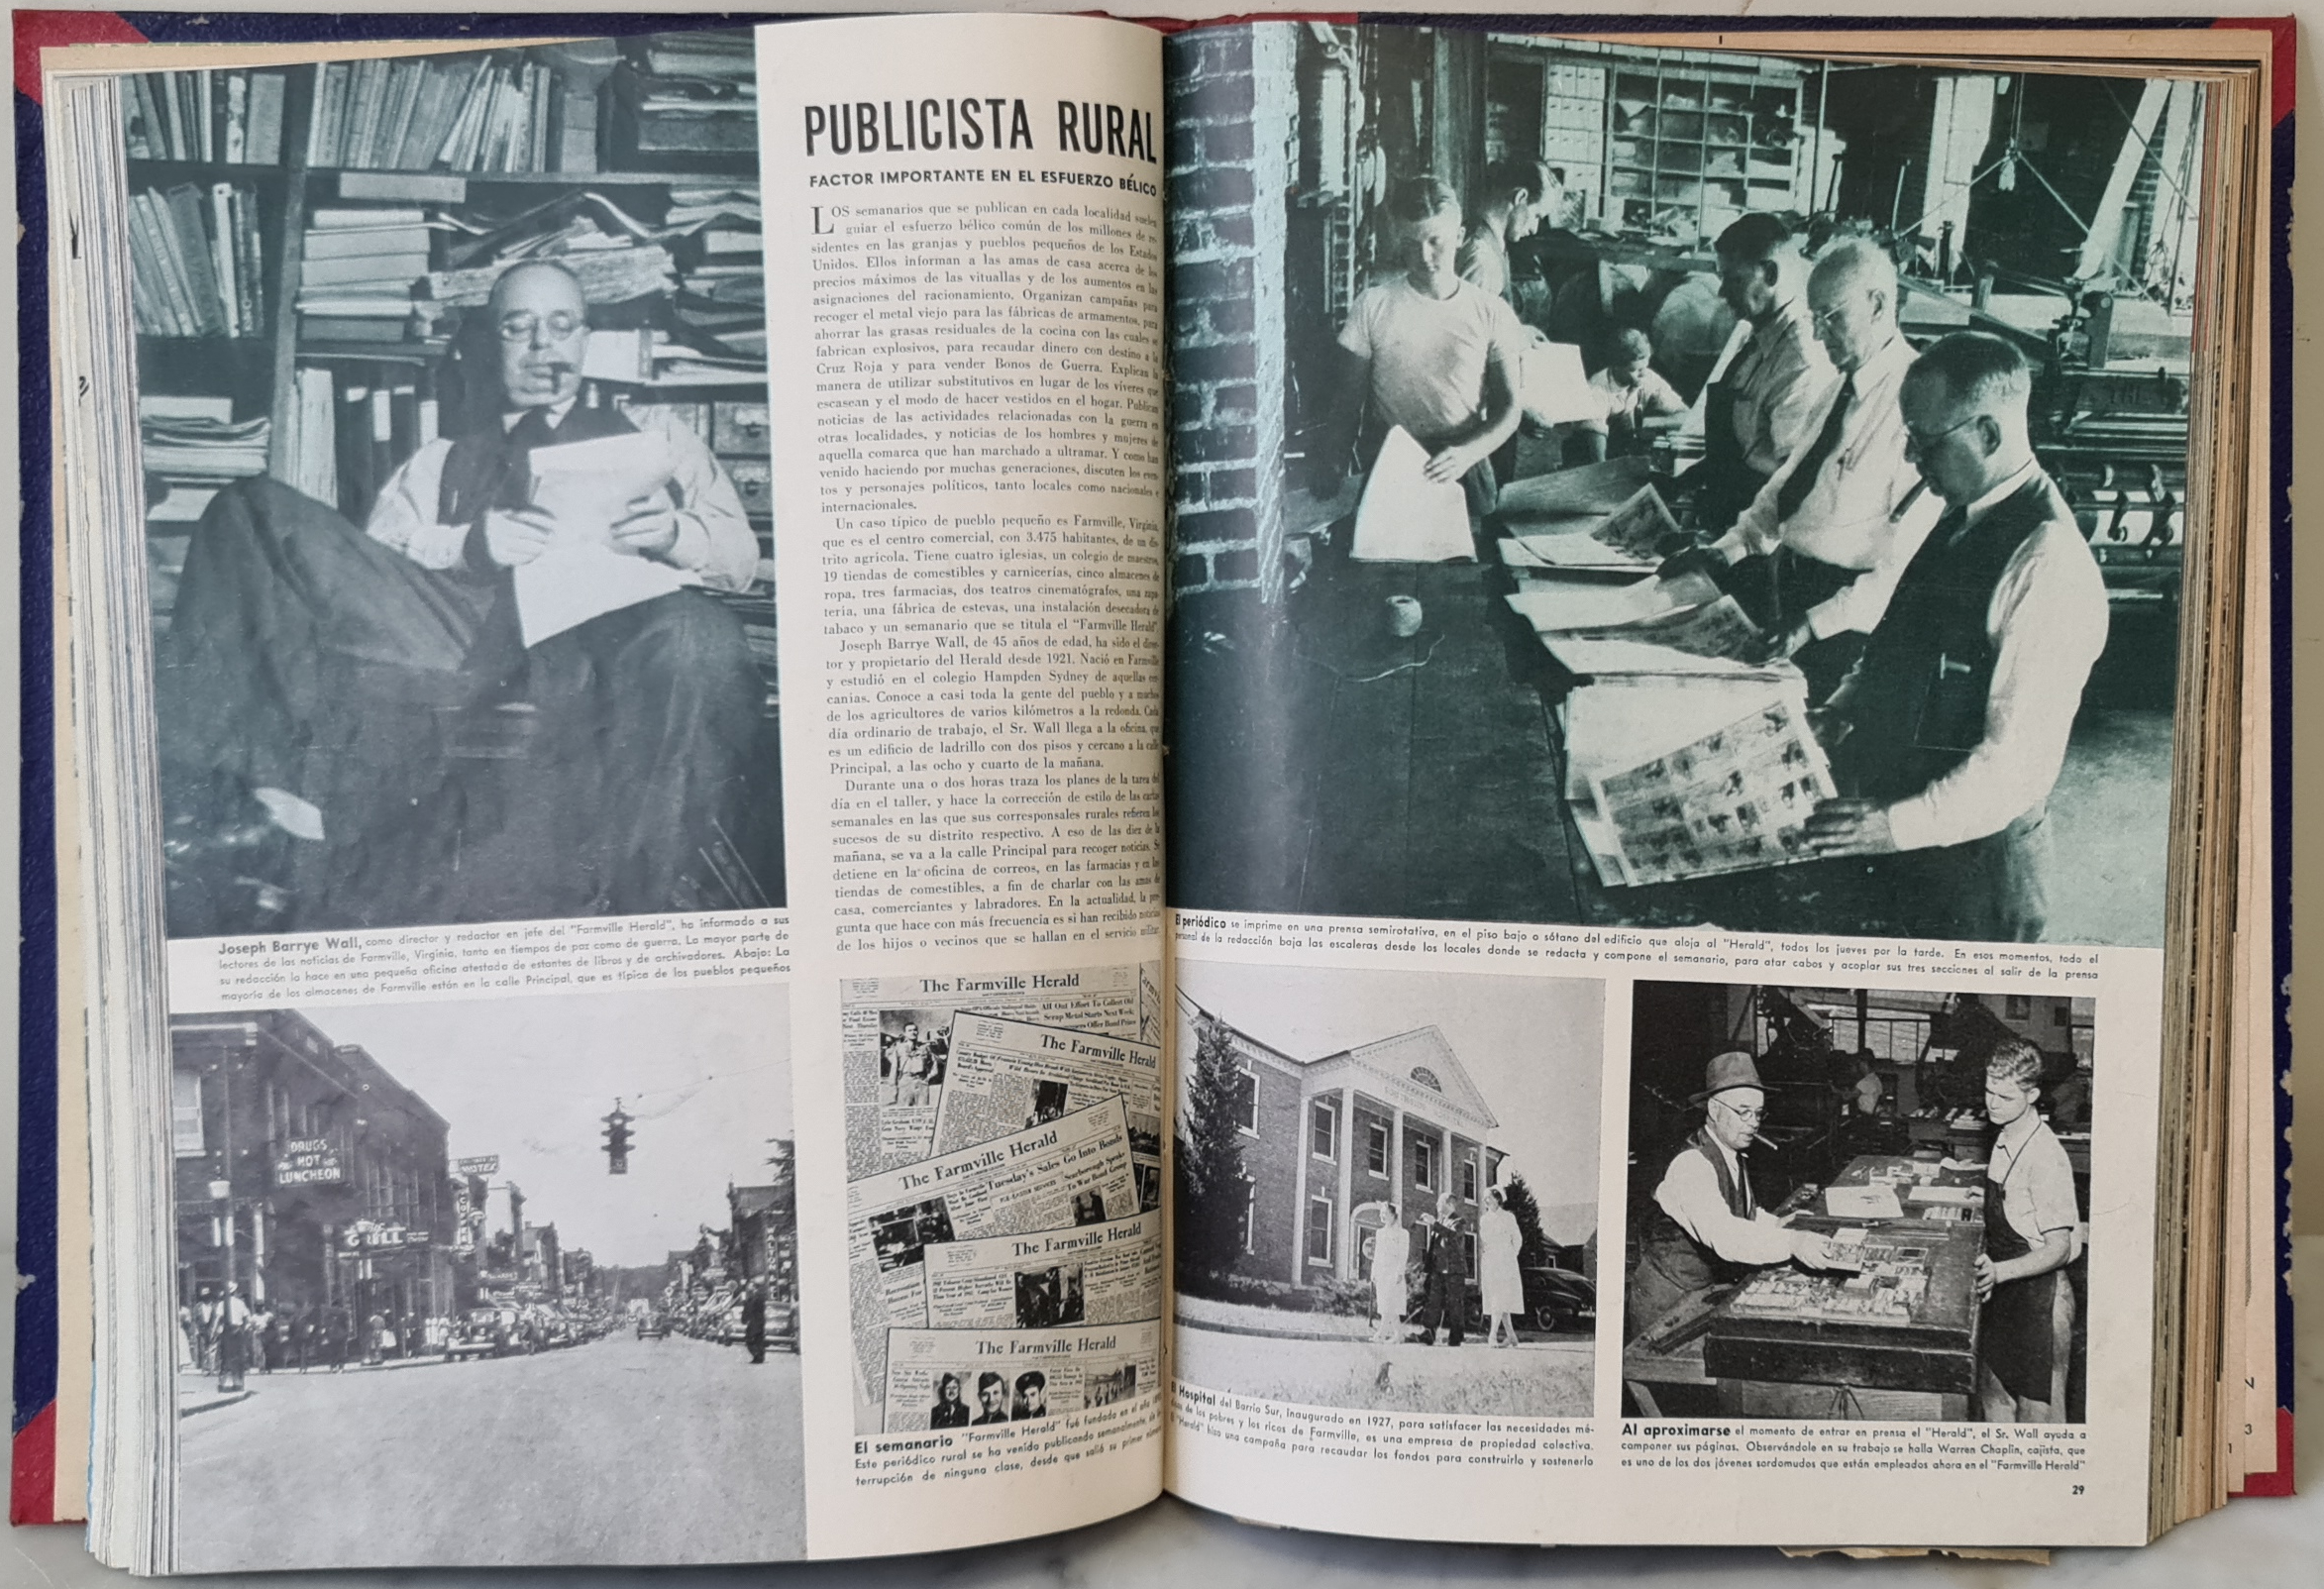 PUBLICISTA RURAL
FACTOR IMPORTANTE EN EL ESFUERZO BÉLICO
LOS semanarios que se publican en cada localidad suelen
guiar el esfuerzo bélico común de los millones de re-
sidentes en las granjas y pueblos pequeños de los Estados
Unidos. Ellos informan a las amas de casa acerca de los
precios máximos de las vituallas y de los aumentos en las
asignaciones del racionamiento. Organizan campañas para
recoger el metal viejo para las fábricas de armamentos, para
ahorrar las grasas residuales de la cocina con las cuales se
fabrican explosivos, para recaudar dinero con destino a la
Cruz Roja y para vender Bonos de Guerra. Explican la
manera de utilizar substitutivos en lugar de los víveres que
escasean y el modo de hacer vestidos en el hogar. Publican
noticias de las actividades relacionadas con la guerra en
otras localidades, y noticias de los hombres y mujeres de
aquella comarca que han marchado a ultramar. Y como han
venido haciendo por muchas generaciones, discuten los even-
tos y personajes políticos, tanto locales como nacionales e
internacionales.
Un caso típico de pueblo pequeño es Farmville, Virginia,
que es el centro comercial, con 3.475 habitantes, de un dis-
trito agrícola. Tiene cuatro iglesias, un colegio de maestros,
19 tiendas de comestibles y carnicerías, cinco almacenes de
ropa, tres farmacias, dos teatros cinematógrafos, una zapa-
tería, una fábrica de estevas, una instalación desecadora de
tabaco y un semanario que se titula el "Farmville Herald".
Joseph Barrye Wall, de 45 años de edad, ha sido el direc-
tor y propietario del Herald desde 1921. Nació en Farmville
y estudió en el colegio Hampden Sydney de aquellas cer-
canías. Conoce a casi toda la gente del pueblo y a muchos
de los agricultores de varios kilómetros a la redonda. Cada
día ordinario de trabajo, el Sr. Wall llega a la oficina, que
es un edificio de ladrillo con dos pisos y cercano a la calle
Principal, a las ocho y cuarto de la mañana.
Durante una o dos horas traza los planes de la tarea del
día en el taller, y hace la corrección de estilo de las cartas
semanales en las que sus corresponsales rurales refieren los
sucesos de su distrito respectivo. A eso de las diez de la
mañana, se va a la calle Principal para recoger noticias. Se
detiene en la oficina de correos, en las farmacias y en las
tiendas de comestibles, a fin de charlar con las amas de
casa, comerciantes y labradores. En la actualidad, la pre-
gunta que hace con más frecuencia es si han recibido noticias
de los hijos o vecinos que se hallan en el servicio militar.
Joseph Barrye Wall, como director y redactor en jefe del "Farmville Herald", ha informado a sus
lectores de las noticias de Farmville, Virginia, tanto en tiempos de paz como de guerra. La mayor parte de
su redacción la hace en una pequeña oficina atestada de estantes de libros y de archivadores. Abajo: La
mayoría de los almacenes de Farmville están en la calle Principal, que es típica de los pueblos pequeños
DRUGS
HOT
LUNCHEON
HOTEL
GRILL
The Farmville Herald
All Out Effort To Collect Old
Scrap Metal Starts Next Week;
The Farmville Herald
The Farmville Herald
Tuesday's Sales Go Into Bonds
The Farmville Herald
The Farmville Herald
El semanario "Farmville Herald" fué fundado en el año
Este periódico rural se ha venido publicando semanalmente, sin in-
terrupción de ninguna clase, desde que salió su primer número
El periódico se imprime en una prensa semirotativa, en el piso bajo o sótano del edificio que aloja al "Herald", todos los jueves por la tarde. En esos momentos, todo el
personal de la redacción baja las escaleras desde los locales donde se redacta y compone el semanario, para atar cabos y acoplar sus tres secciones al salir de la prensa
El Hospital del Barrio Sur, inaugurado en 1927, para satisfacer las necesidades mé-
dicas de los pobres y los ricos de Farmville, es una empresa de propiedad colectiva.
El "Herald" hizo una campaña para recaudar los fondos para construirlo y sostenerlo
Al aproximarse el momento de entrar en prensa el "Herald", el Sr. Wall ayuda a
componer sus páginas. Observándole en su trabajo se halla Warren Chaplin, cajista, que
es uno de los dos jóvenes sordomudos que están empleados ahora en el "Farmville Herald"
29